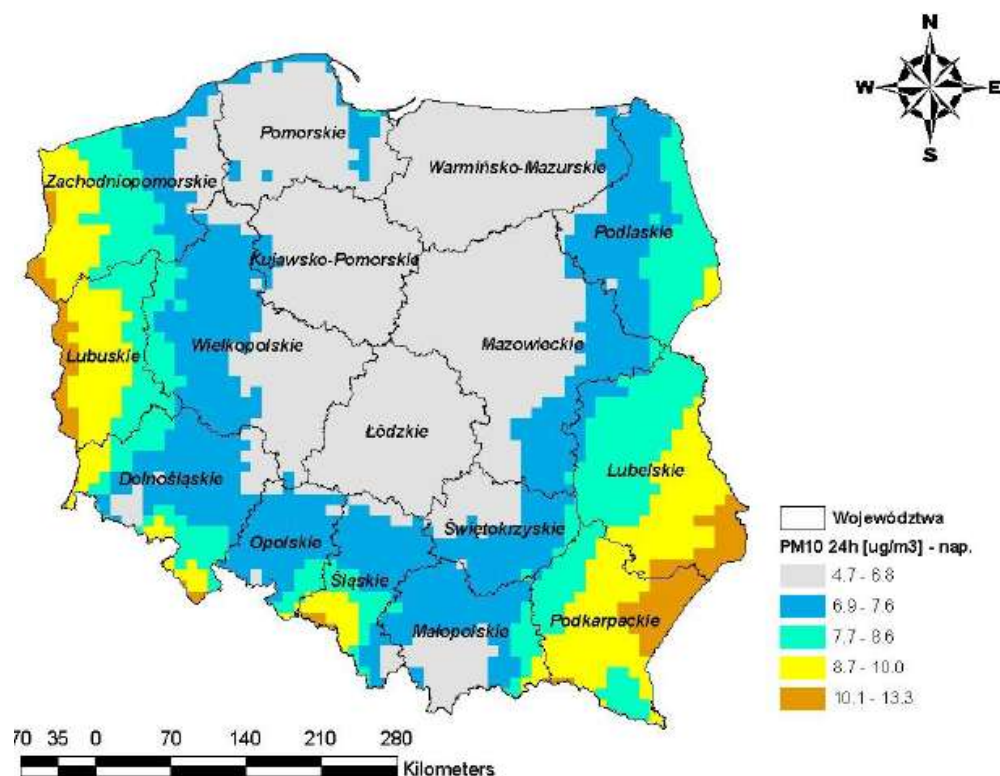 N
W E
S
Pomorskie
Warmińsko-Mazurskie
Zachodniopomorskie
Podlaskie
Kujawsko-Pomorskie
Wielkopolskie
Mazowieckie
Lubuskie
Łódzkie
Lubelskie
Dolnośląskie
Świętokrzyskie
Opolskie
Śląskie
Małopolskie
Podkarpackie
Województwa
PM10 24h [ug/m3] - nap.
4.7 - 6.8
6.9 - 7.6
7.7 - 8.6
8.7 - 10.0
10.1 - 13.3
70 35 0 70 140 210 280
Kilometers